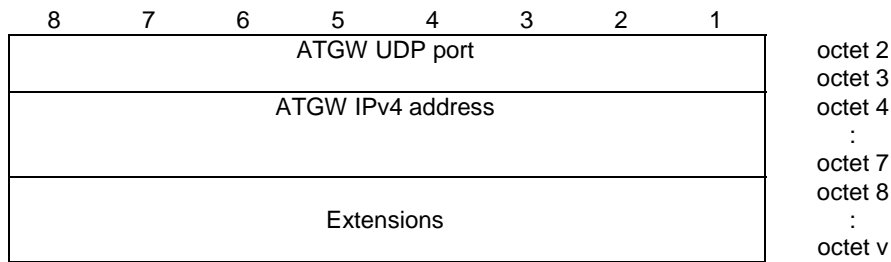 8 7 6 5 4 3 2 1
ATGW UDP port octet 2
octet 3
ATGW IPv4 address octet 4
:
octet 7
octet 8
Extensions :
octet v